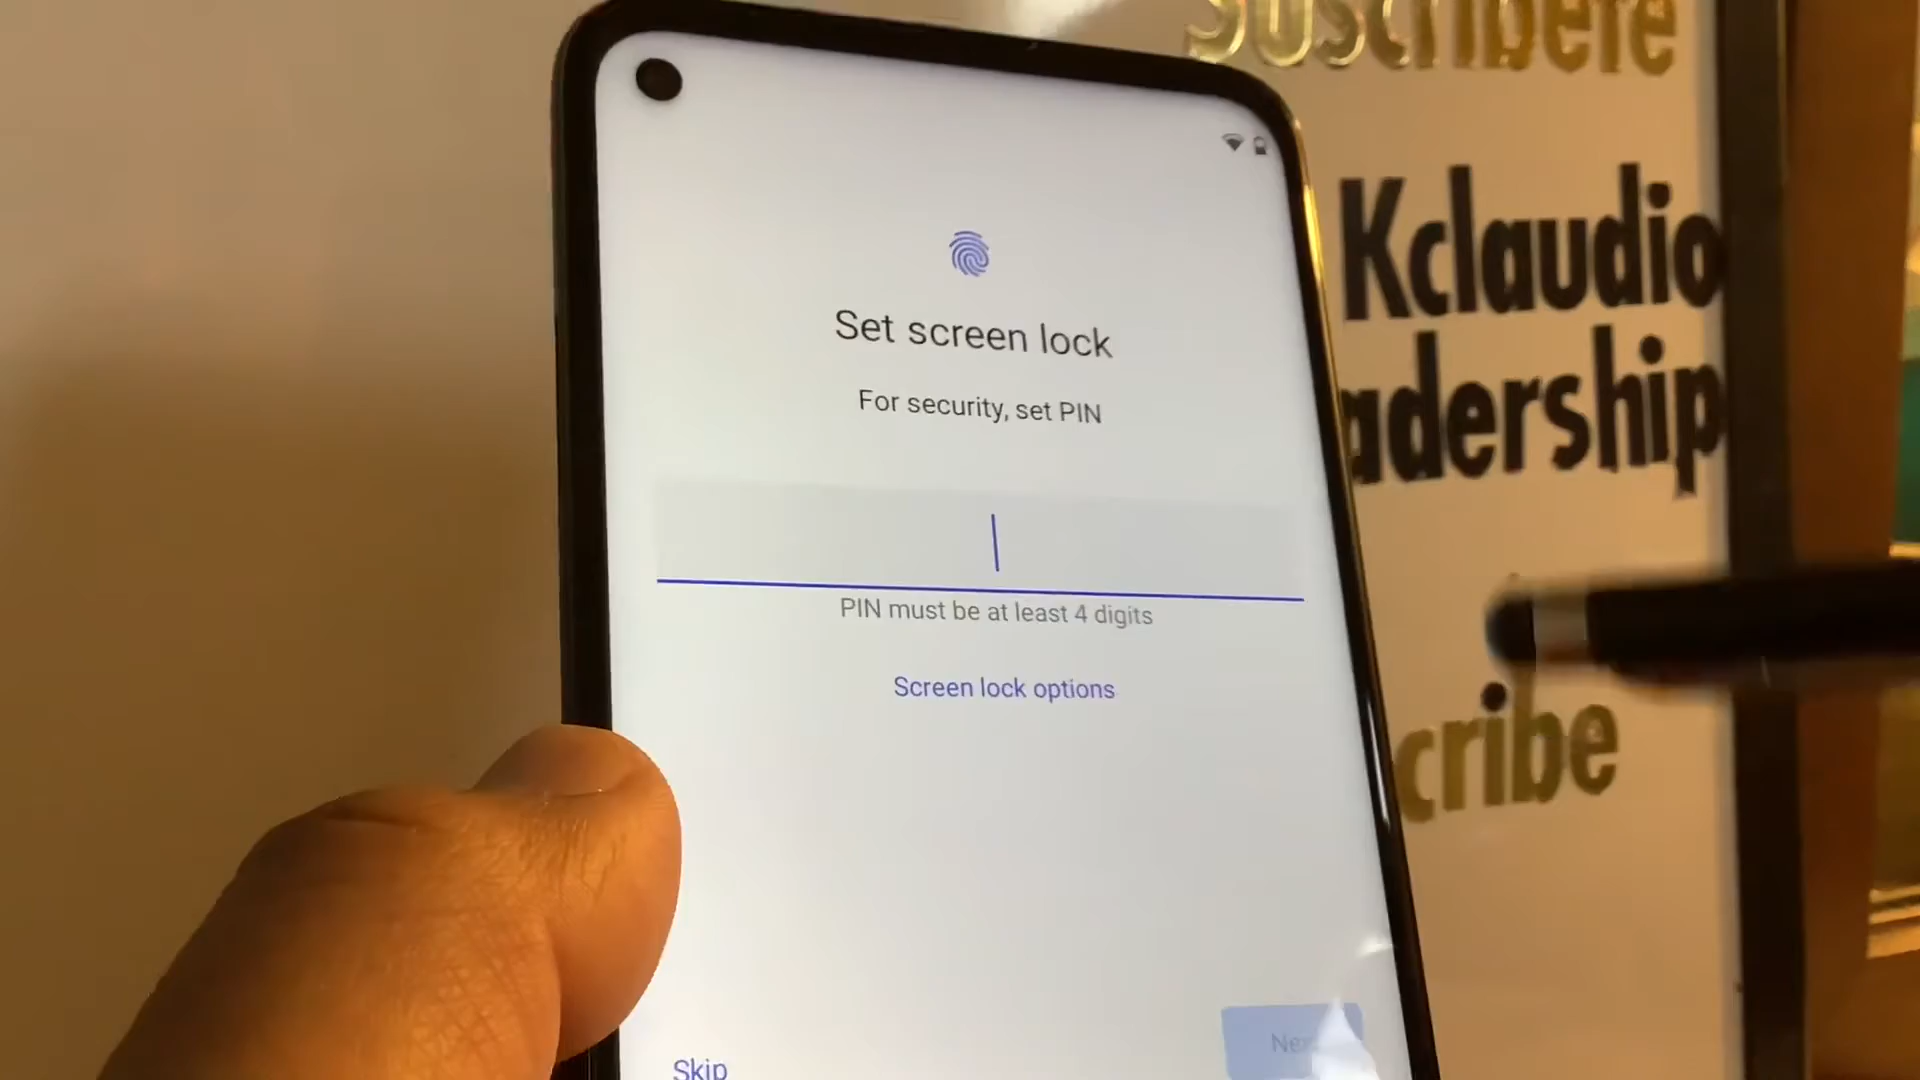 Suscribete
Kclaudio
adership
cribe
Set screen lock
For security, set PIN
PIN must be at least 4 digits
Screen lock options
Skip